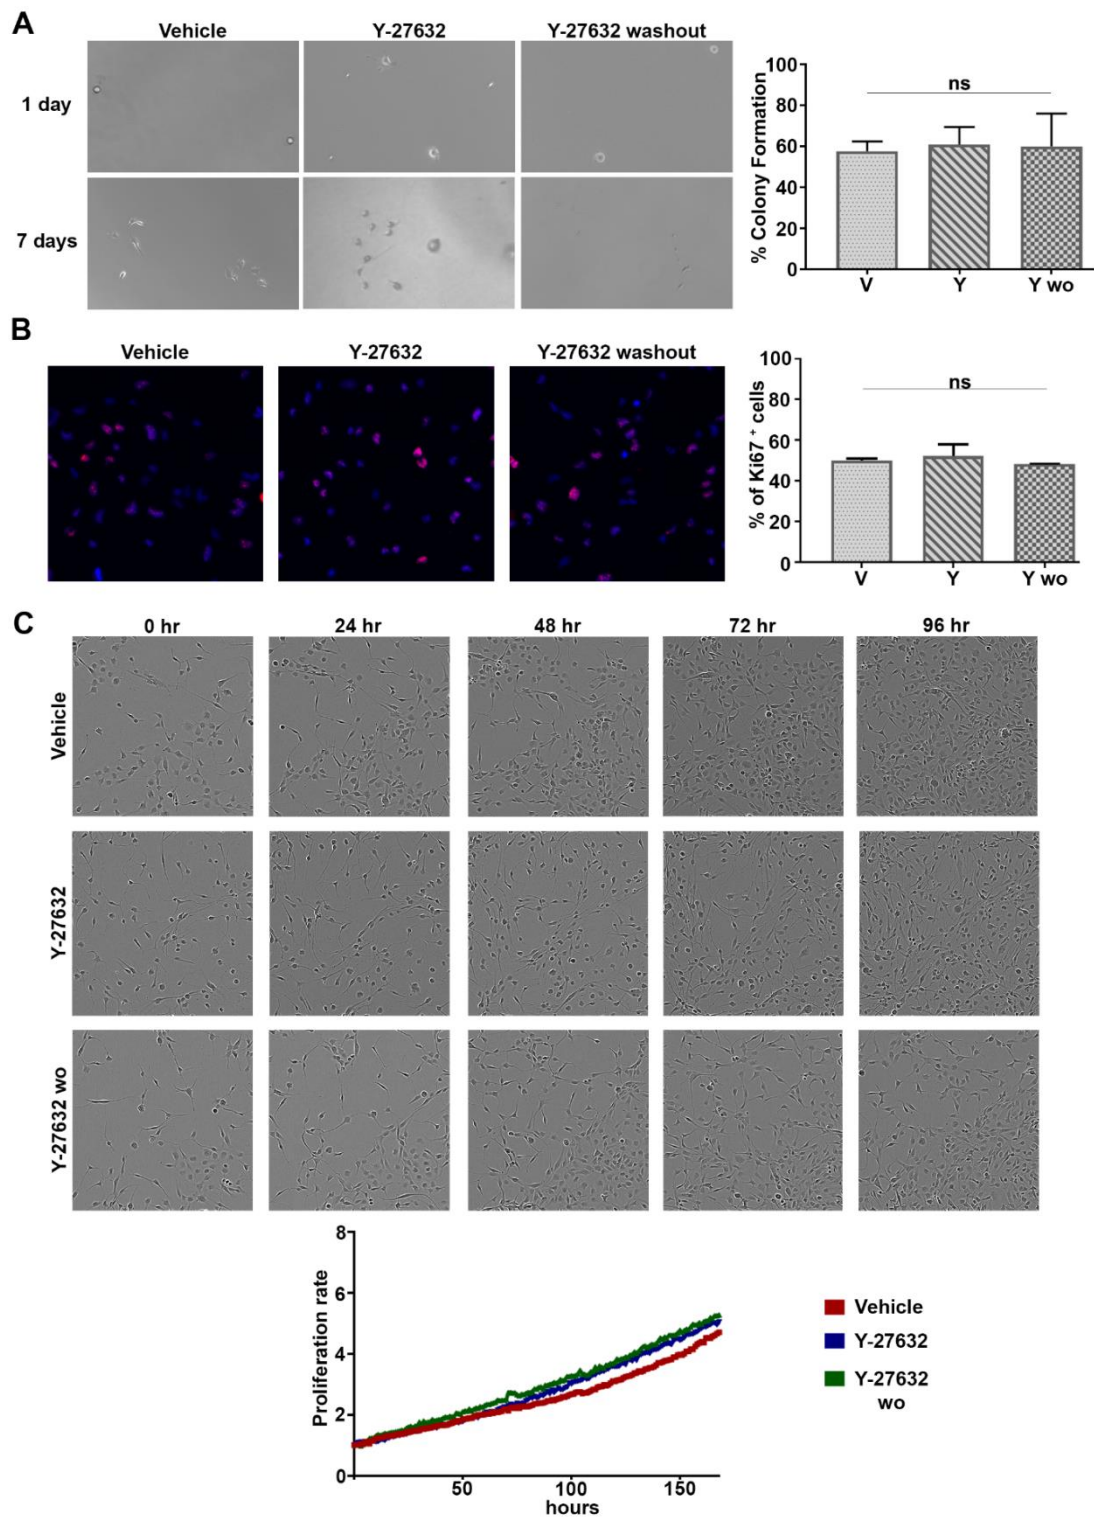 A
Vehicle
Y-27632
Y-27632 washout
1 day
7 days
% Colony Formation
100
80
60
40
20
0
ns
V
Y
Y wo
B
Vehicle
Y-27632
Y-27632 washout
% of Ki67⁺ cells
100
80
60
40
20
0
ns
V
Y
Y wo
C
0 hr
24 hr
48 hr
72 hr
96 hr
Vehicle
Y-27632
Y-27632 wo
Proliferation rate
8
6
4
2
0
50
100
150
hours
Vehicle
Y-27632
Y-27632
wo